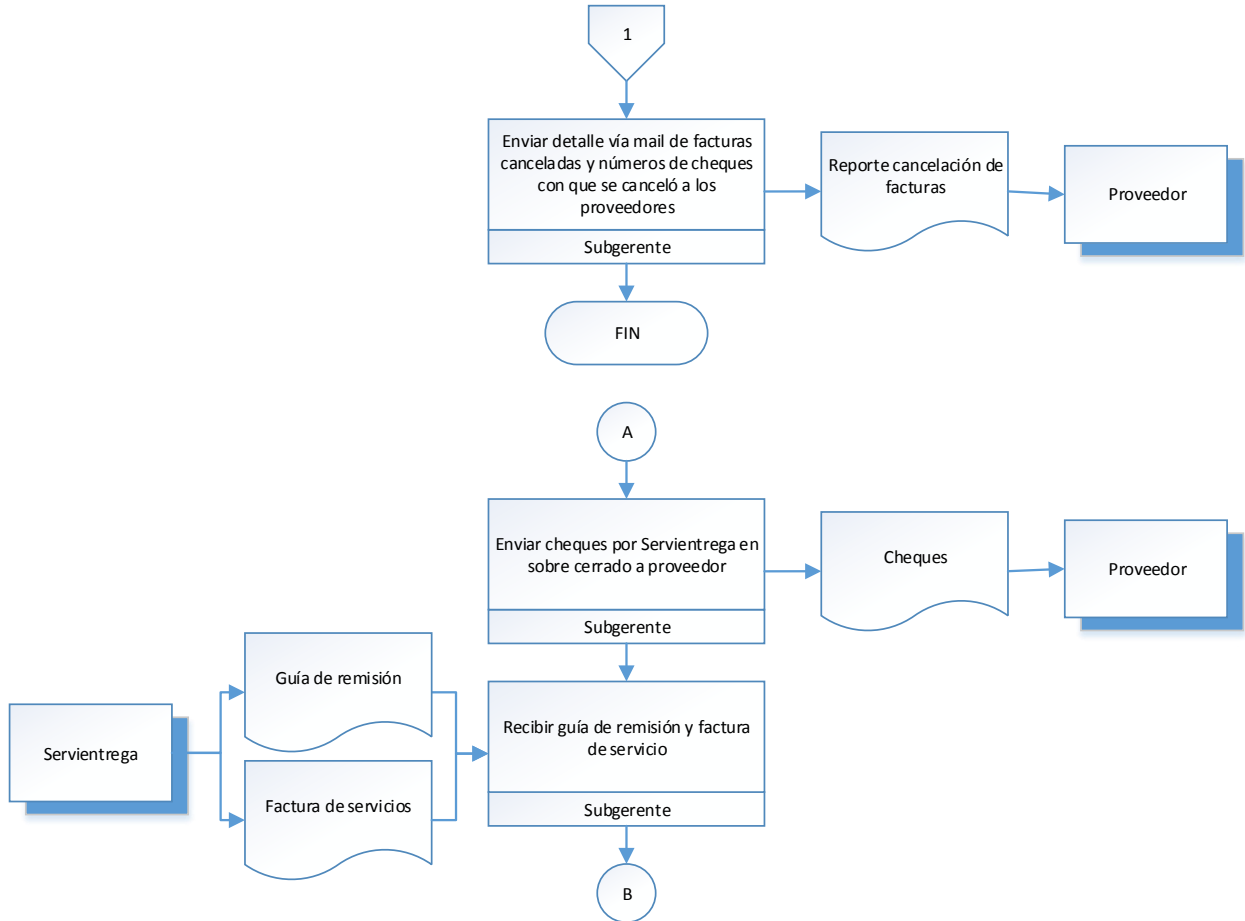 1
Enviar detalle vía mail de facturas
canceladas y números de cheques
con que se canceló a los
proveedores
Subgerente
Reporte cancelación de
facturas
Proveedor
FIN
A
Enviar cheques por Servientrega en
sobre cerrado a proveedor
Subgerente
Cheques
Proveedor
Servientrega
Guía de remisión
Factura de servicios
Recibir guía de remisión y factura
de servicio
Subgerente
B